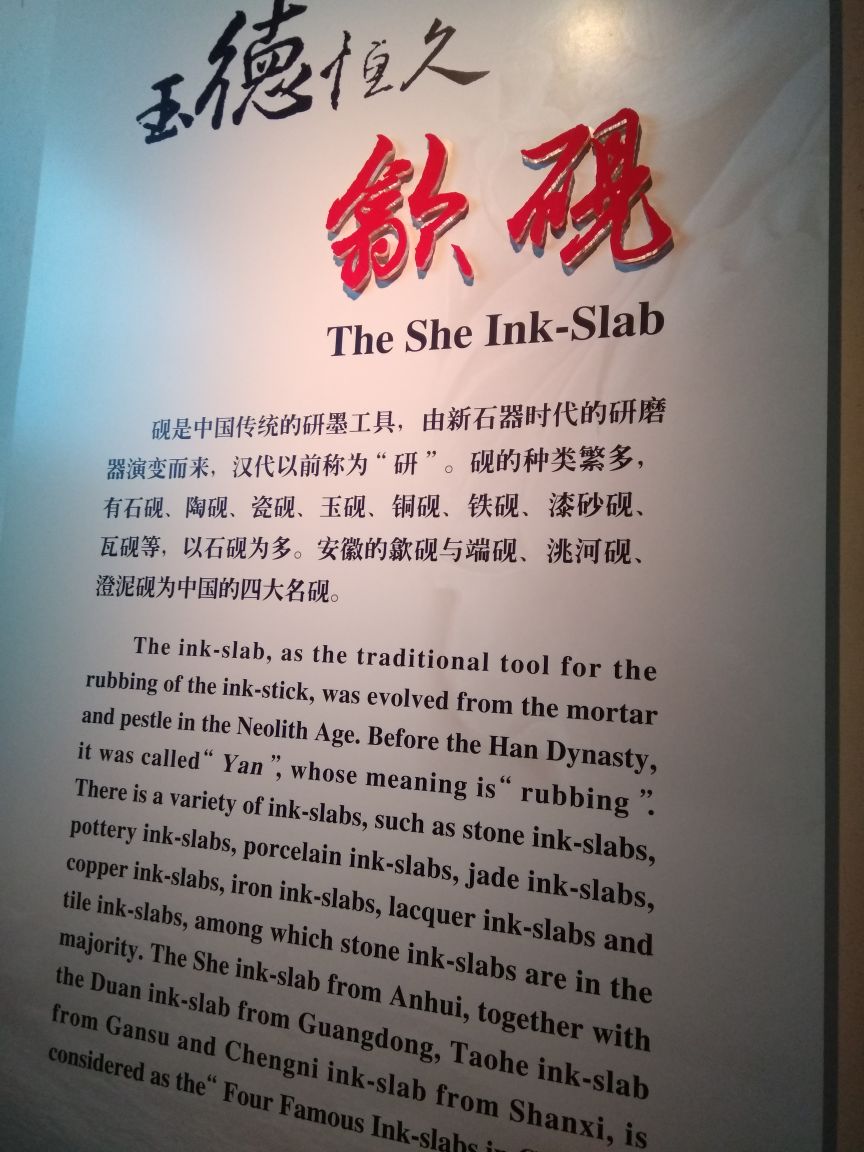 玉德恒久
歙砚
The She Ink-Slab
砚是中国传统的研墨工具，由新石器时代的研磨
器演变而来，汉代以前称为“研”。砚的种类繁多，
有石砚、陶砚、瓷砚、玉砚、铜砚、铁砚、漆砂砚、
瓦砚等，以石砚为多。安徽的歙砚与端砚、洮河砚、
澄泥砚为中国的四大名砚。
The ink-slab, as the traditional tool for the
rubbing of the ink-stick, was evolved from the mortar
and pestle in the Neolith Age. Before the Han Dynasty,
it was called“ Yan ”, whose meaning is“ rubbing ”.
There is a variety of ink-slabs, such as stone ink-slabs,
pottery ink-slabs, porcelain ink-slabs, jade ink-slabs,
copper ink-slabs, iron ink-slabs, lacquer ink-slabs and
tile ink-slabs, among which stone ink-slabs are in the
majority. The She ink-slab from Anhui, together with
the Duan ink-slab from Guangdong, Taohe ink-slab
from Gansu and Chengni ink-slab from Shanxi, is
considered as the“ Four Famous Ink-slabs in